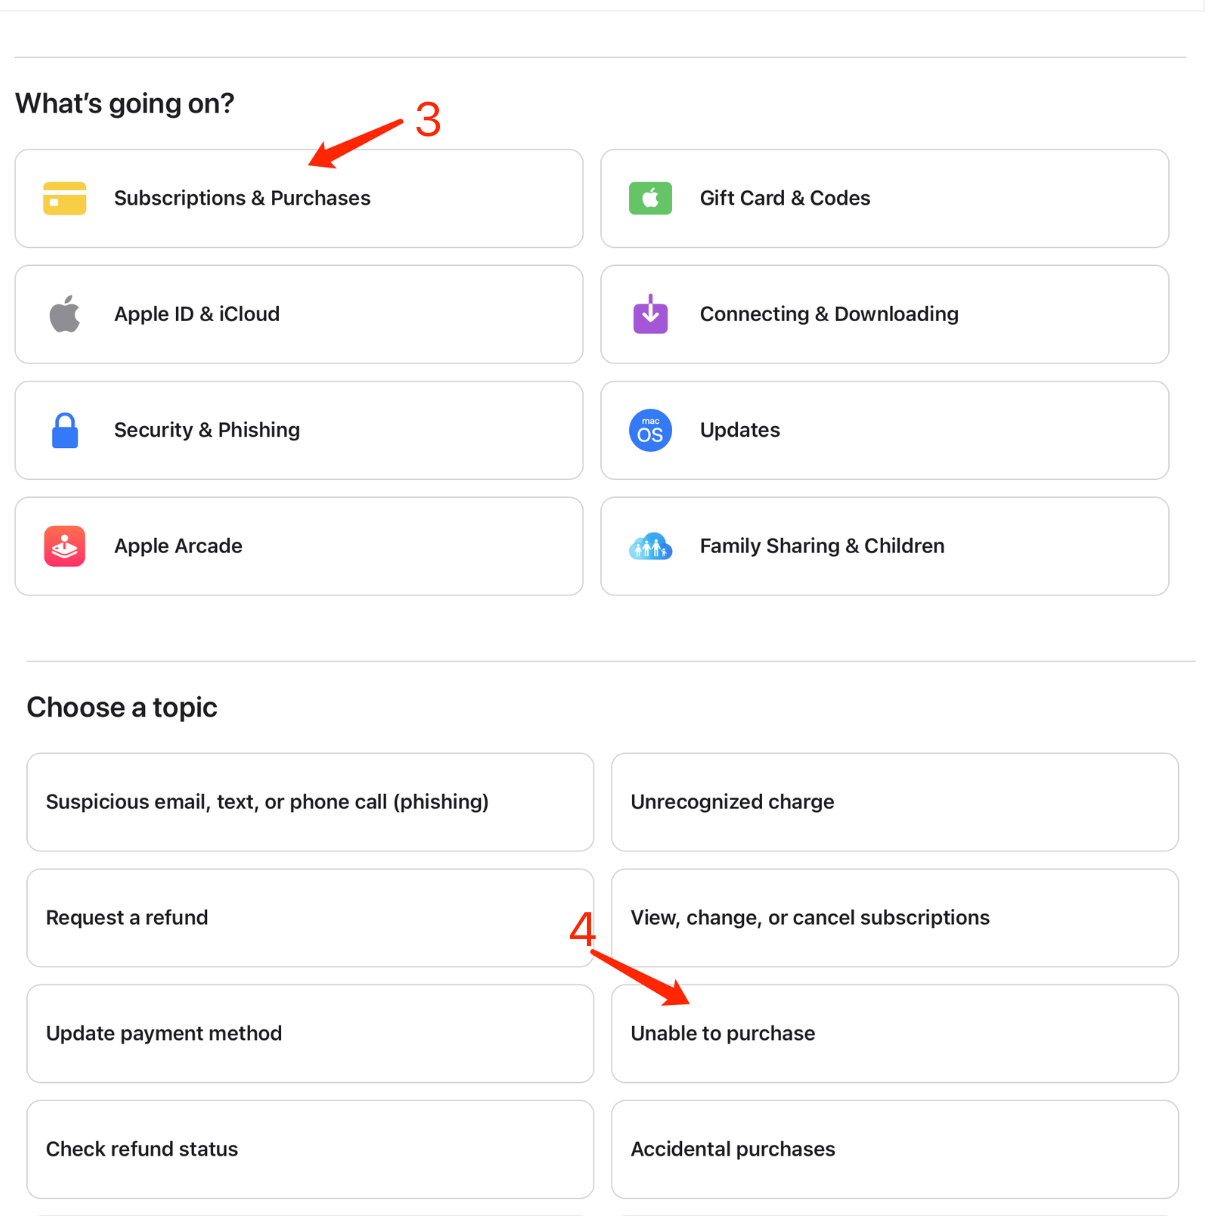 What's going on?
3
Subscriptions & Purchases
Gift Card & Codes
Apple ID & iCloud
Connecting & Downloading
Security & Phishing
mac
OS
Updates
Apple Arcade
Family Sharing & Children
Choose a topic
Suspicious email, text, or phone call (phishing)
Unrecognized charge
Request a refund
View, change, or cancel subscriptions
4
Update payment method
Unable to purchase
Check refund status
Accidental purchases